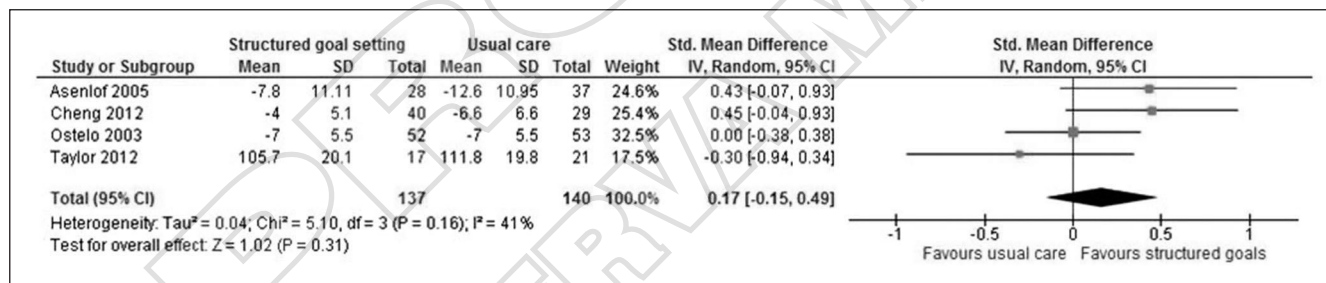 Structured goal setting Usual care Std. Mean Difference Std. Mean Difference
Study or Subgroup Mean SD Total Mean SD Total Weight IV, Random, 95% CI IV, Random, 95% CI
Asenlof 2005 -7.8 11.11 28 -12.6 10.95 37 24.6% 0.43 [-0.07, 0.93]
Cheng 2012 -4 5.1 40 -6.6 6.6 29 25.4% 0.45 [-0.04, 0.93]
Ostelo 2003 -7 5.5 52 -7 5.5 53 32.5% 0.00 [-0.38, 0.38]
Taylor 2012 105.7 20.1 17 111.8 19.8 21 17.5% -0.30 [-0.94, 0.34]
Total (95% CI) 137 140 100.0% 0.17 [-0.15, 0.49]
Heterogeneity: Tau² = 0.04; Chi² = 5.10, df = 3 (P = 0.16); I² = 41%
Test for overall effect: Z = 1.02 (P = 0.31)
-1 -0.5 0 0.5 1
Favours usual care Favours structured goals